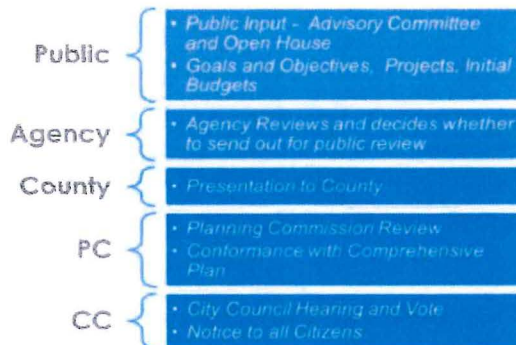 Public
• Public Input - Advisory Committee
and Open House
• Goals and Objectives, Projects, Initial
Budgets
Agency
• Agency Reviews and decides whether
to send out for public review
County
• Presentation to County
PC
• Planning Commission Review
• Conformance with Comprehensive
Plan
CC
• City Council Hearing and Vote
• Notice to all Citizens